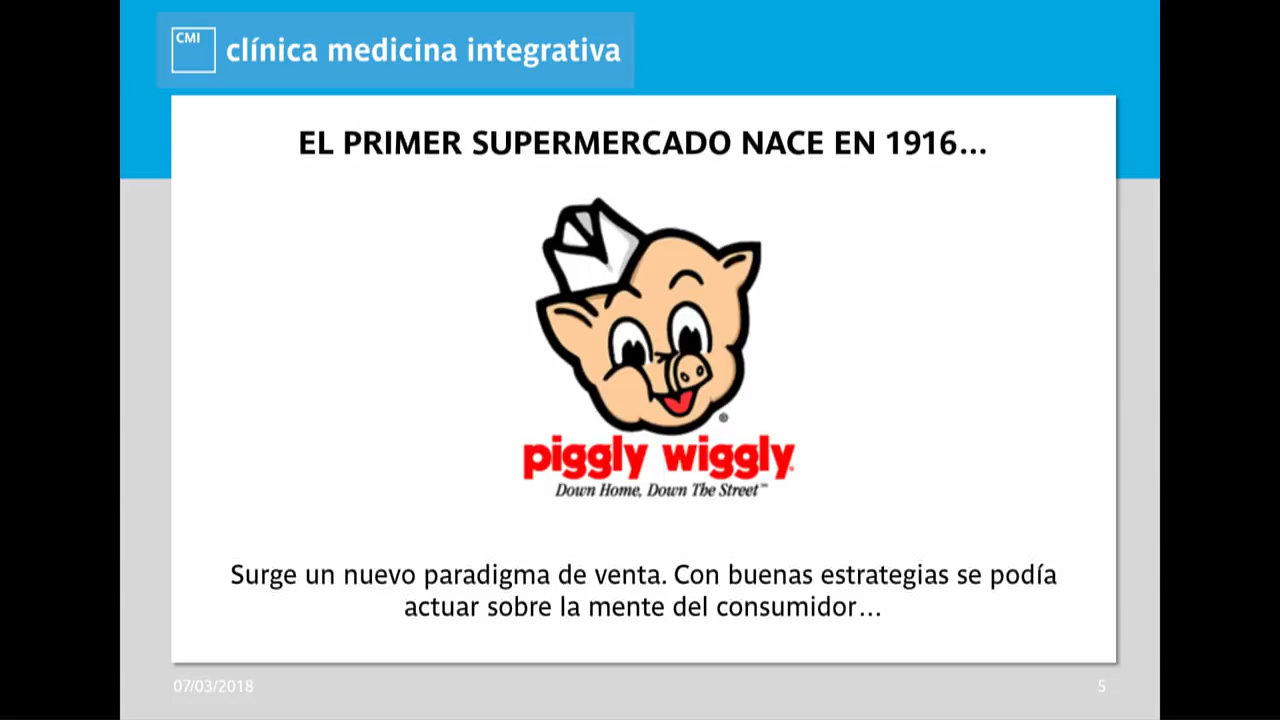 CMI
clínica medicina integrativa
EL PRIMER SUPERMERCADO NACE EN 1916...
®
piggly wiggly
Down Home, Down The Street™
Surge un nuevo paradigma de venta. Con buenas estrategias se podía
actuar sobre la mente del consumidor...
07/03/2018
5